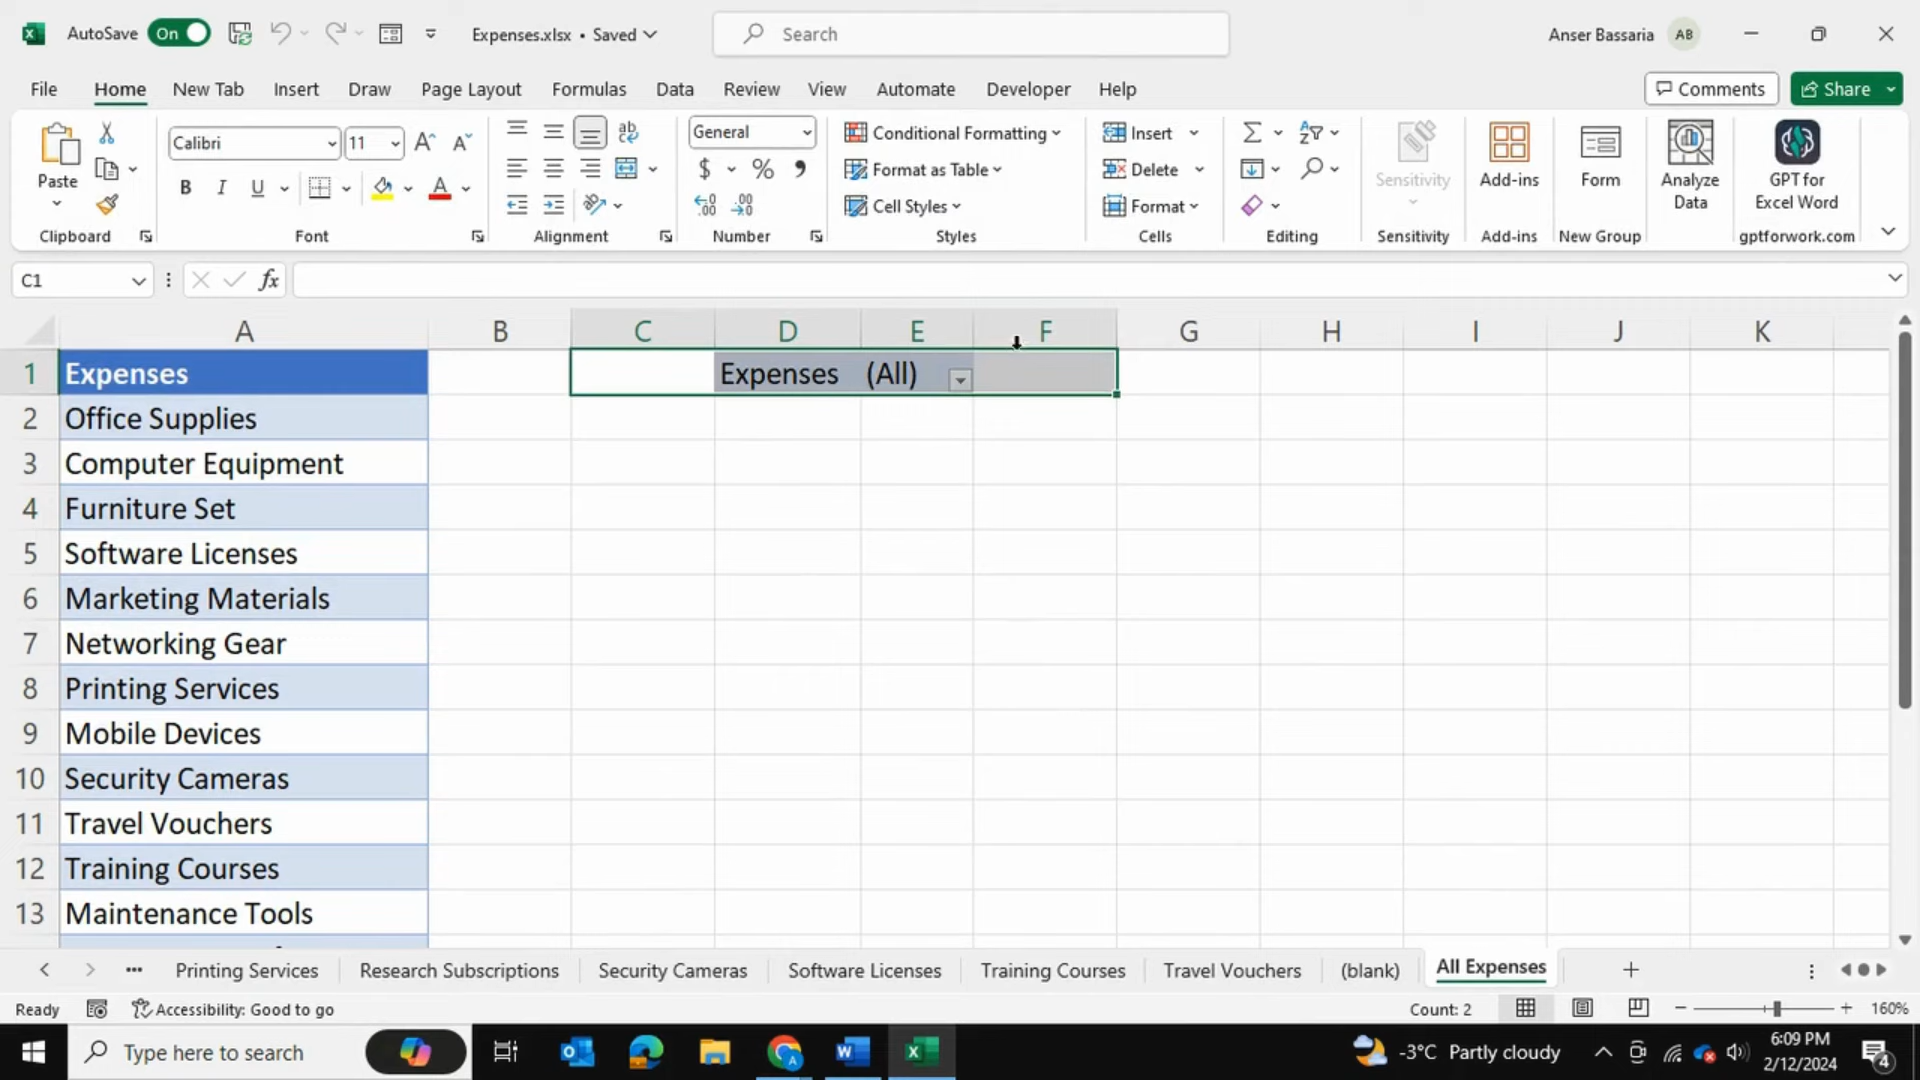 AutoSave On Expenses.xlsx • Saved Search Anser Bassaria AB
File Home New Tab Insert Draw Page Layout Formulas Data Review View Automate Developer Help Comments Share
Paste
Clipboard
Calibri 11
B I U A
Font
ab
Alignment
General
$ % ,
Number
Conditional Formatting
Format as Table
Cell Styles
Styles
Insert
Delete
Format
Cells
Editing
Sensitivity
Sensitivity
Add-ins
Add-ins
Form
New Group
Analyze
Data
GPT for
Excel Word
gptforwork.com
C1 fx
A B C D E F G H I J K
1 Expenses Expenses (All)
2 Office Supplies
3 Computer Equipment
4 Furniture Set
5 Software Licenses
6 Marketing Materials
7 Networking Gear
8 Printing Services
9 Mobile Devices
10 Security Cameras
11 Travel Vouchers
12 Training Courses
13 Maintenance Tools
Printing Services Research Subscriptions Security Cameras Software Licenses Training Courses Travel Vouchers (blank) All Expenses
Ready Accessibility: Good to go Count: 2 160%
Type here to search -3°C Partly cloudy 6:09 PM
2/12/2024 4